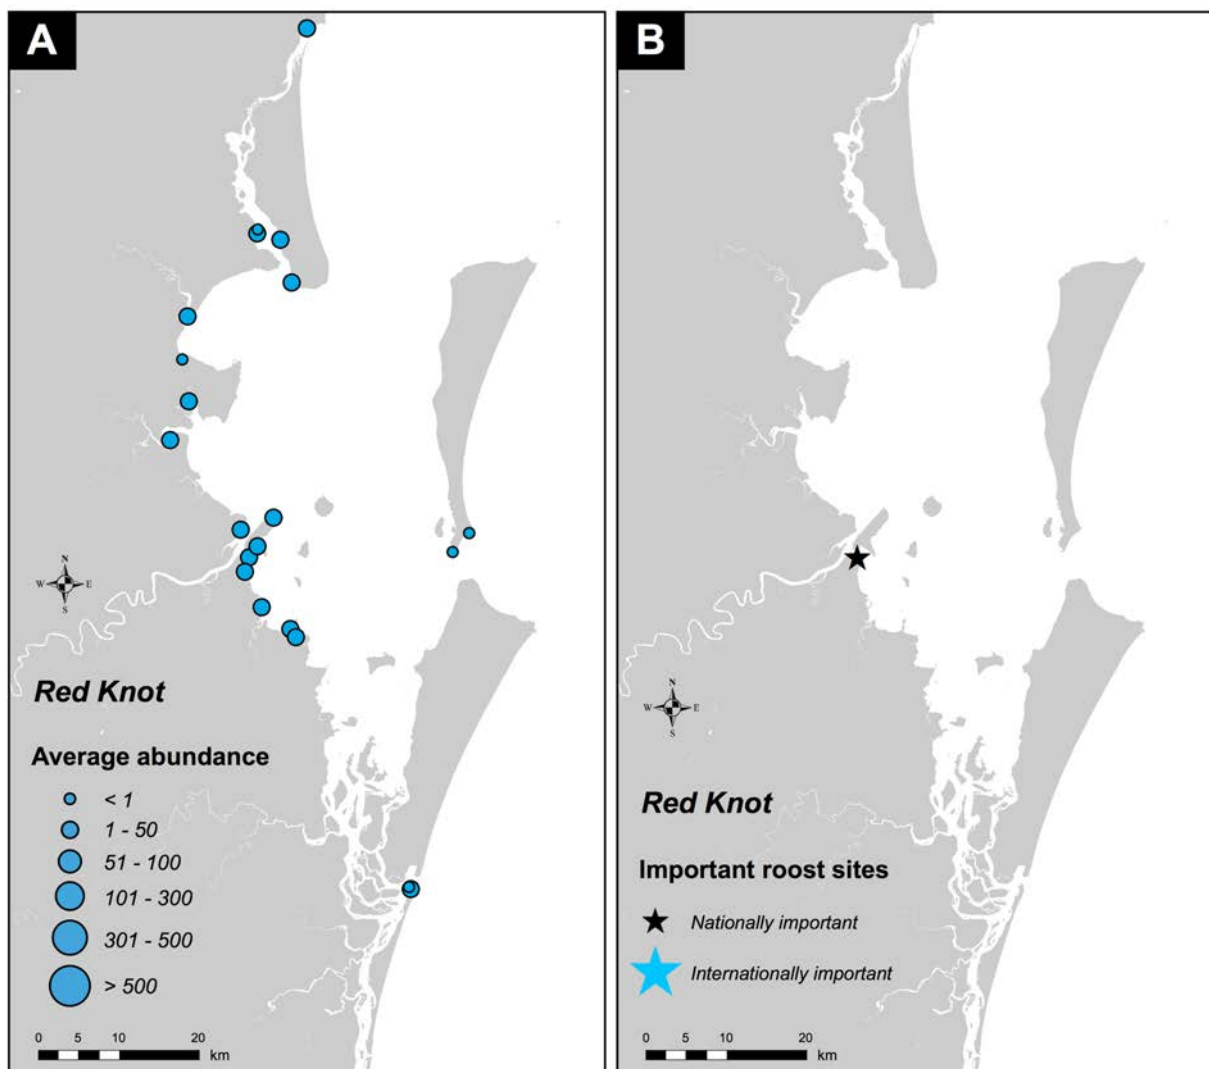 A
N
W E
S
Red Knot
Average abundance
< 1
1 - 50
51 - 100
101 - 300
301 - 500
> 500
0 5 10 20
km
B
N
W E
S
Red Knot
Important roost sites
Nationally important
Internationally important
0 5 10 20
km